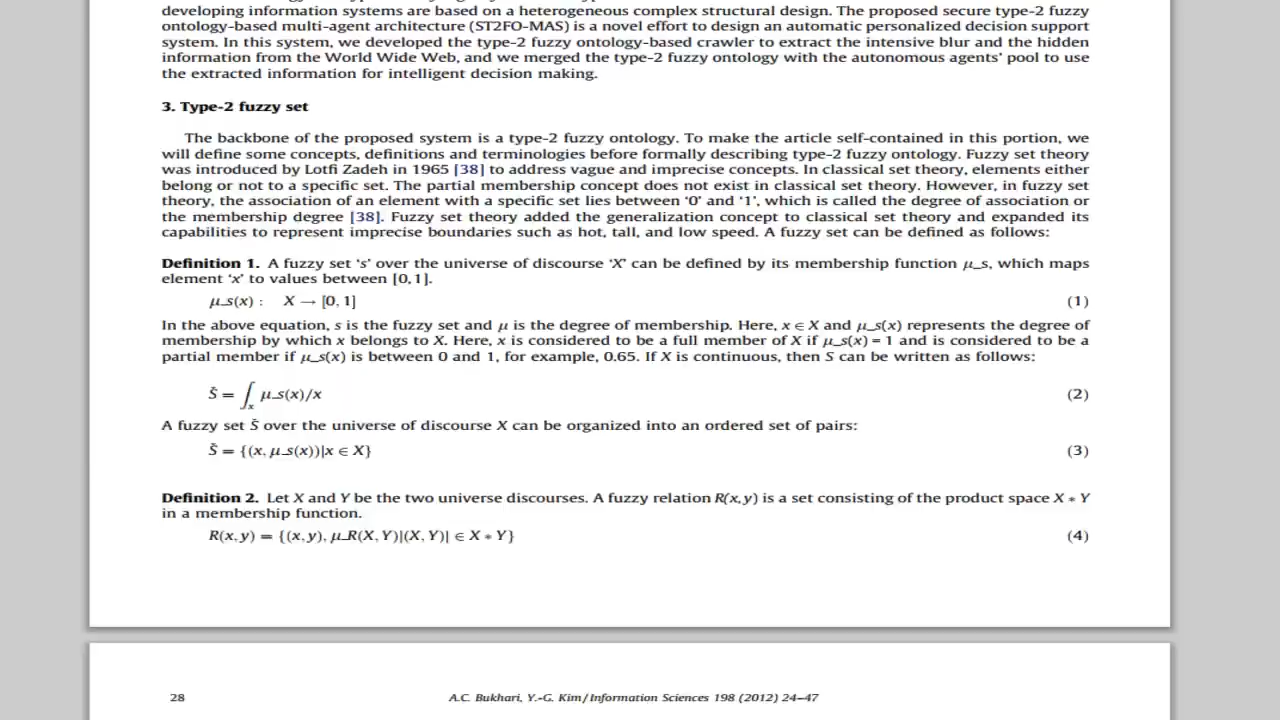 developing information systems are based on a heterogeneous complex structural design. The proposed secure type-2 fuzzy
ontology-based multi-agent architecture (ST2FO-MAS) is a novel effort to design an automatic personalized decision support
system. In this system, we developed the type-2 fuzzy ontology-based crawler to extract the intensive blur and the hidden
information from the World Wide Web, and we merged the type-2 fuzzy ontology with the autonomous agents' pool to use
the extracted information for intelligent decision making.
3. Type-2 fuzzy set
The backbone of the proposed system is a type-2 fuzzy ontology. To make the article self-contained in this portion, we
will define some concepts, definitions and terminologies before formally describing type-2 fuzzy ontology. Fuzzy set theory
was introduced by Lotfi Zadeh in 1965 [38] to address vague and imprecise concepts. In classical set theory, elements either
belong or not to a specific set. The partial membership concept does not exist in classical set theory. However, in fuzzy set
theory, the association of an element with a specific set lies between '0' and '1', which is called the degree of association or
the membership degree [38]. Fuzzy set theory added the generalization concept to classical set theory and expanded its
capabilities to represent imprecise boundaries such as hot, tall, and low speed. A fuzzy set can be defined as follows:
Definition 1. A fuzzy set 's' over the universe of discourse 'X' can be defined by its membership function μ_s, which maps
element 'x' to values between [0,1].
μ_s(x) : X → [0, 1] (1)
In the above equation, s is the fuzzy set and μ is the degree of membership. Here, x ∈ X and μ_s(x) represents the degree of
membership by which x belongs to X. Here, x is considered to be a full member of X if μ_s(x) = 1 and is considered to be a
partial member if μ_s(x) is between 0 and 1, for example, 0.65. If X is continuous, then S can be written as follows:
Š = ∫x μ_s(x)/x (2)
A fuzzy set Š over the universe of discourse X can be organized into an ordered set of pairs:
Š = {(x, μ_s(x))|x ∈ X} (3)
Definition 2. Let X and Y be the two universe discourses. A fuzzy relation R(x,y) is a set consisting of the product space X * Y
in a membership function.
R(x,y) = {(x,y), μ_R(X,Y)|(X,Y)| ∈ X * Y} (4)
28 A.C. Bukhari, Y.-G. Kim / Information Sciences 198 (2012) 24–47